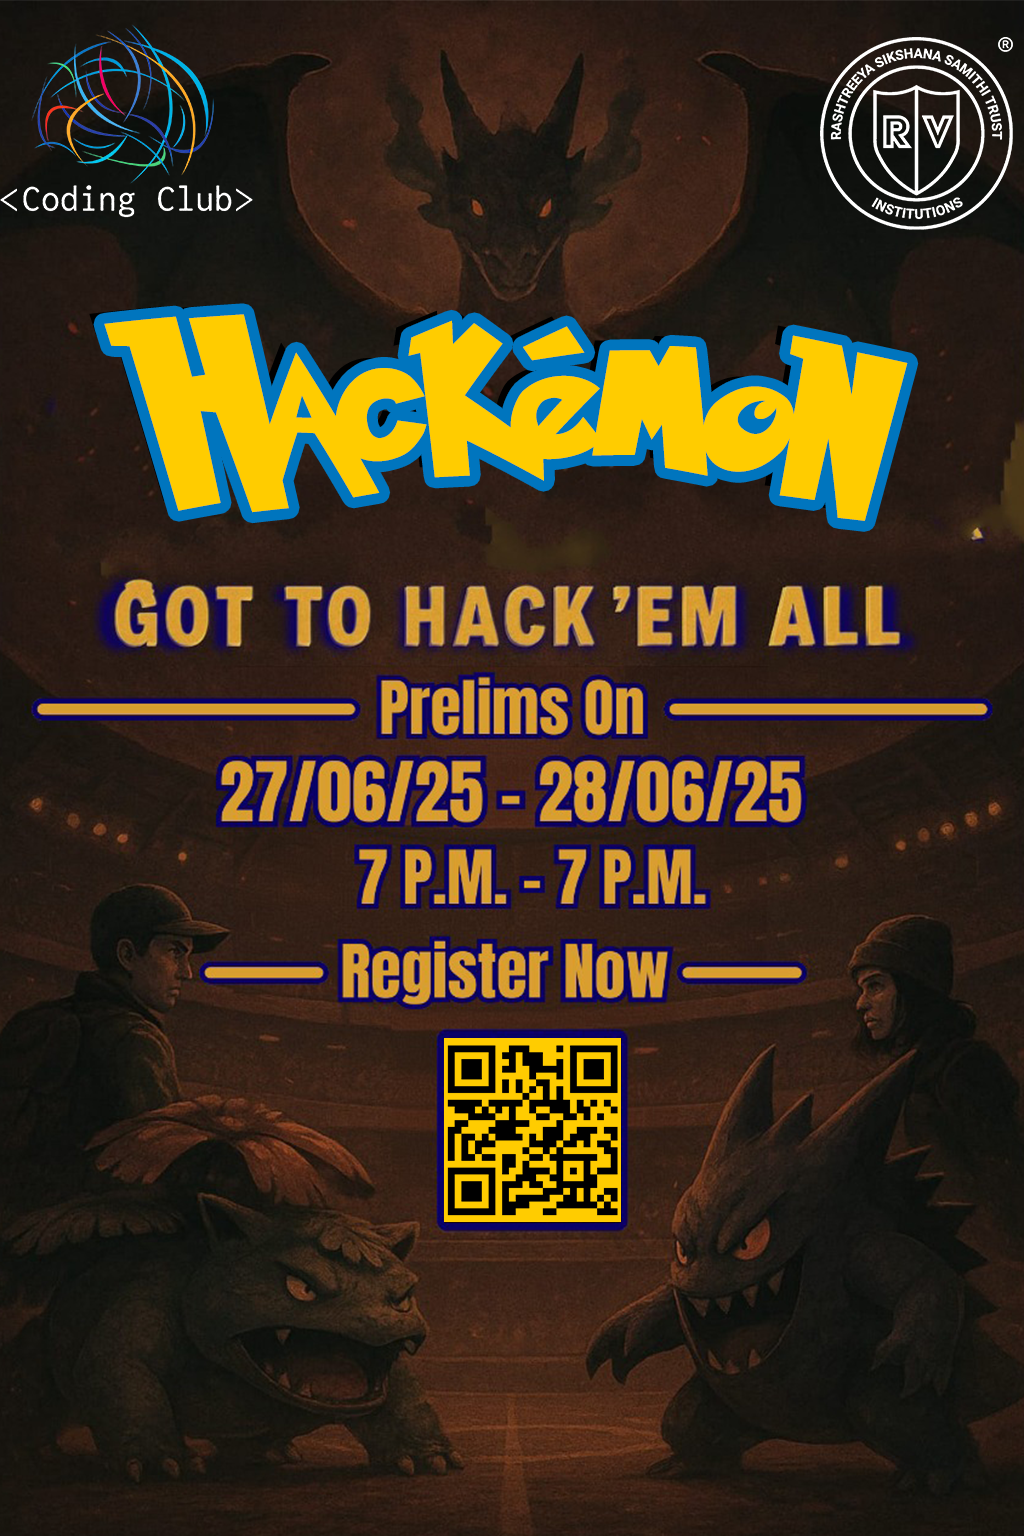 <Coding Club>
RASHTREEYA SIKSHANA SAMITHI TRUST
®
RV
INSTITUTIONS
HACKéMON
GOT TO HACK 'EM ALL
Prelims On
27/06/25 - 28/06/25
7 P.M. - 7 P.M.
Register Now